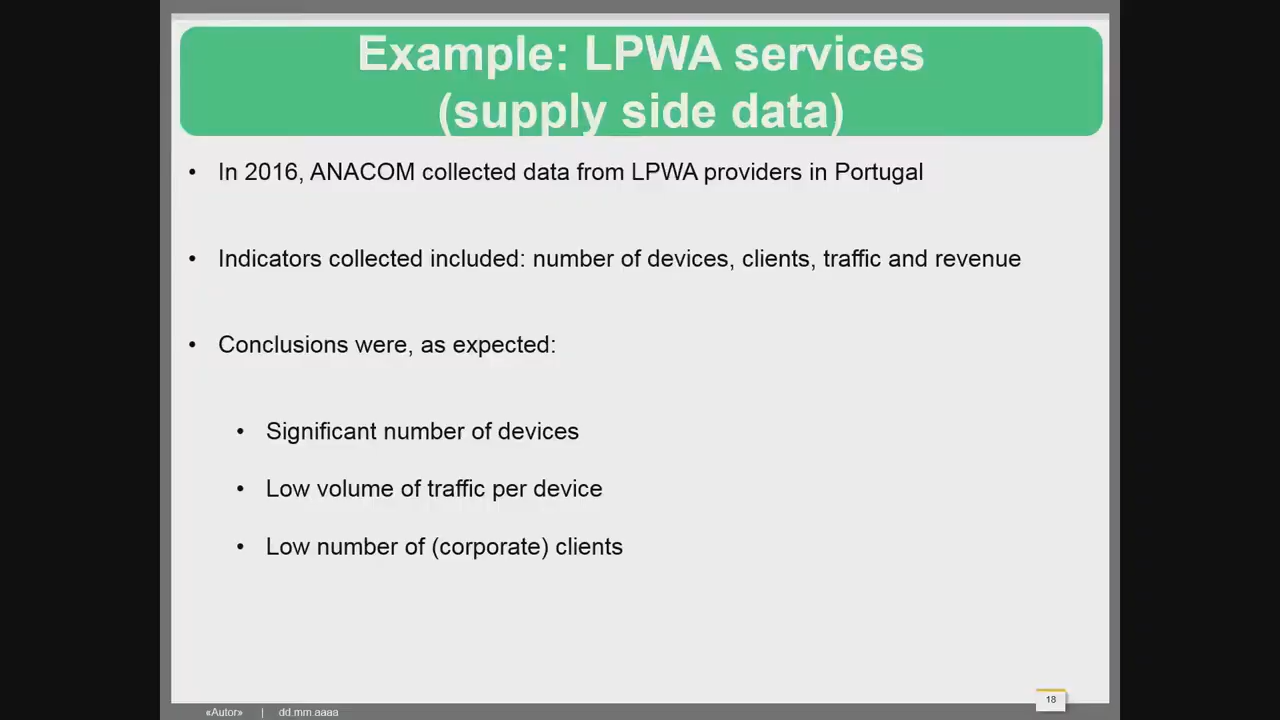 Example: LPWA services
(supply side data)
• In 2016, ANACOM collected data from LPWA providers in Portugal
• Indicators collected included: number of devices, clients, traffic and revenue
• Conclusions were, as expected:
• Significant number of devices
• Low volume of traffic per device
• Low number of (corporate) clients
18
«Autor» | dd.mm.aaaa